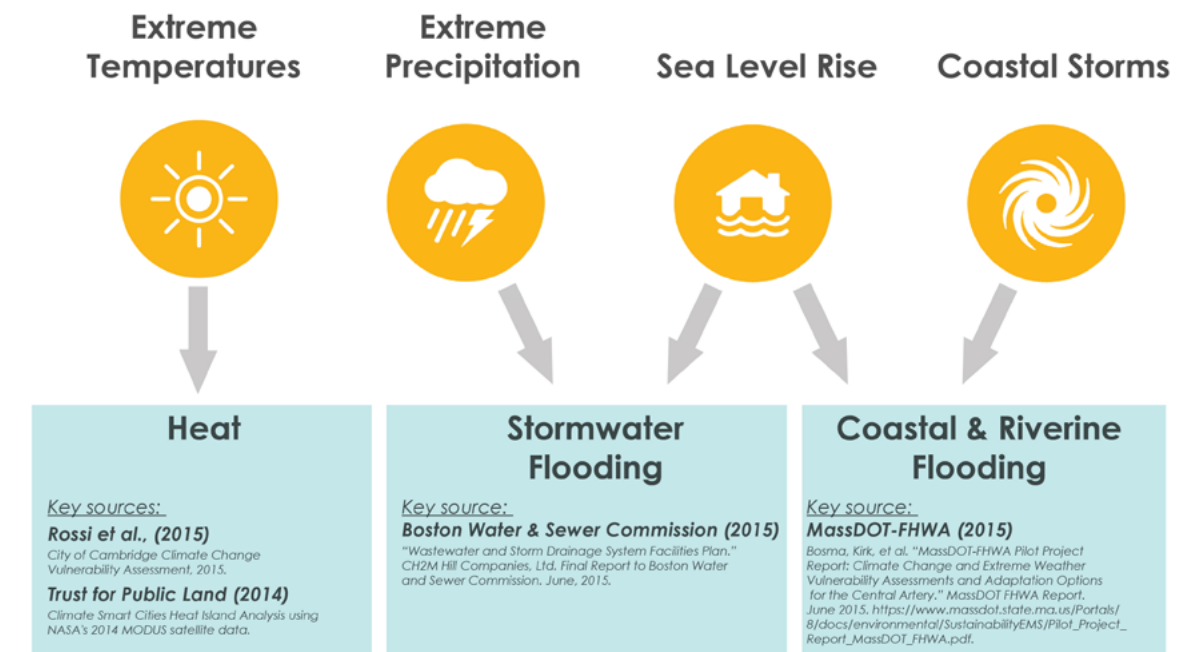 Extreme
Temperatures
Extreme
Precipitation
Sea Level Rise
Coastal Storms
Heat
Key sources:
Rossi et al., (2015)
City of Cambridge Climate Change
Vulnerability Assessment, 2015.
Trust for Public Land (2014)
Climate Smart Cities Heat Island Analysis using
NASA's 2014 MODUS satellite data.
Stormwater
Flooding
Key source:
Boston Water & Sewer Commission (2015)
"Wastewater and Storm Drainage System Facilities Plan."
CH2M Hill Companies, Ltd. Final Report to Boston Water
and Sewer Commission. June, 2015.
Coastal & Riverine
Flooding
Key source:
MassDOT-FHWA (2015)
Bosma, Kirk, et al. "MassDOT-FHWA Pilot Project
Report: Climate Change and Extreme Weather
Vulnerability Assessments and Adaptation Options
for the Central Artery." MassDOT FHWA Report.
June 2015. https://www.massdot.state.ma.us/Portals/
8/docs/environmental/SustainabilityEMS/Pilot_Project_
Report_MassDOT_FHWA.pdf.